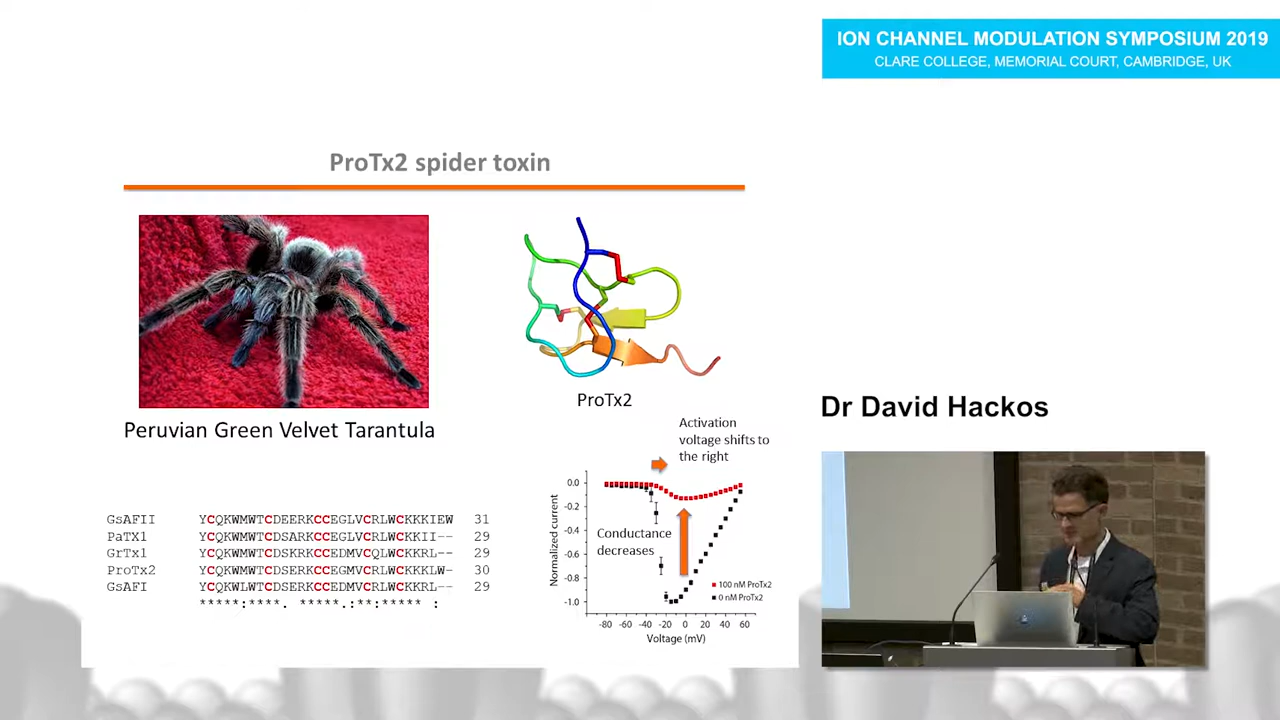 ION CHANNEL MODULATION SYMPOSIUM 2019
CLARE COLLEGE, MEMORIAL COURT, CAMBRIDGE, UK
ProTx2 spider toxin
Peruvian Green Velvet Tarantula
ProTx2
Activation
voltage shifts to
the right
Conductance
decreases
Normalized current
0.0
-0.2
-0.4
-0.6
-0.8
-1.0
-80 -60 -40 -20 0 20 40 60
Voltage (mV)
100 nM ProTx2
0 nM ProTx2
GsAFII YCQKWMWTCDEERKCCEGLVCRLWCKKKIEW 31
PaTX1 YCQKWMWTCDSARKCCEGLVCRLWCKKII-- 29
GrTx1 YCQKWMWTCDSKRKCCEDMVCQLWCKKRL-- 29
ProTx2 YCQKWMWTCDSERKCCEGMVCRLWCKKKLW- 30
GsAFI YCQKWLWTCDSERKCCEDMVCRLWCKKRL-- 29
*****:****. *****.:**:***** :
Dr David Hackos